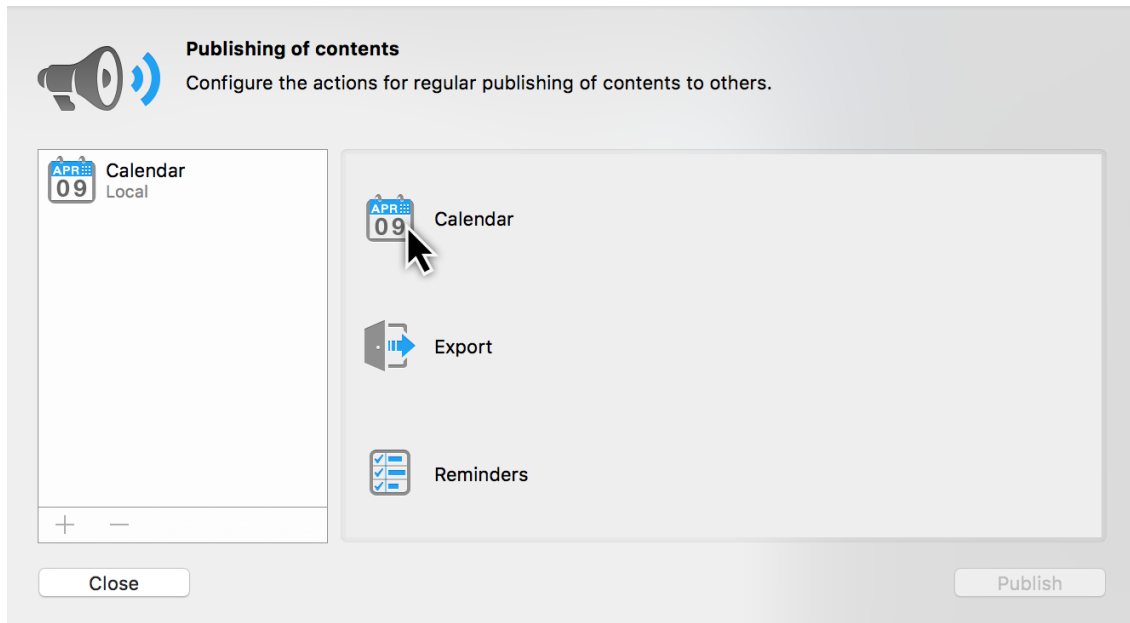 Publishing of contents
Configure the actions for regular publishing of contents to others.
APR
09
Calendar
Local
APR
09
Calendar
Export
Reminders
Close
Publish